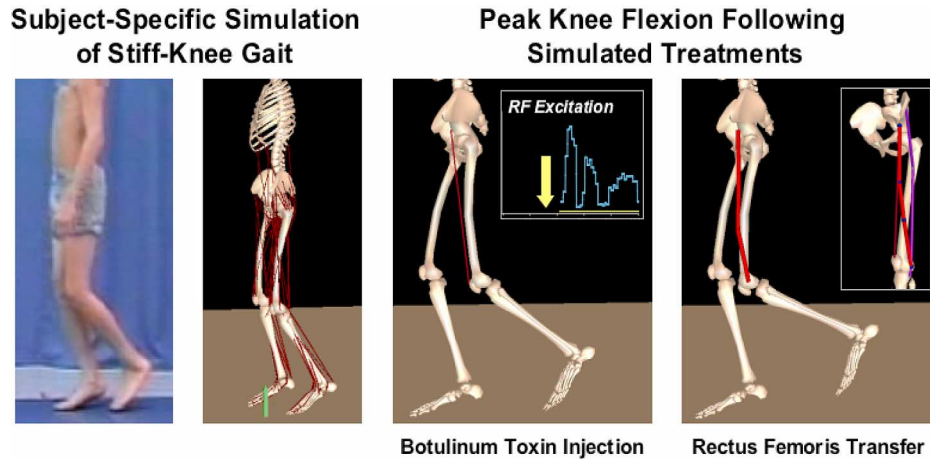 Subject-Specific Simulation
of Stiff-Knee Gait
Peak Knee Flexion Following
Simulated Treatments
RF Excitation
Botulinum Toxin Injection
Rectus Femoris Transfer